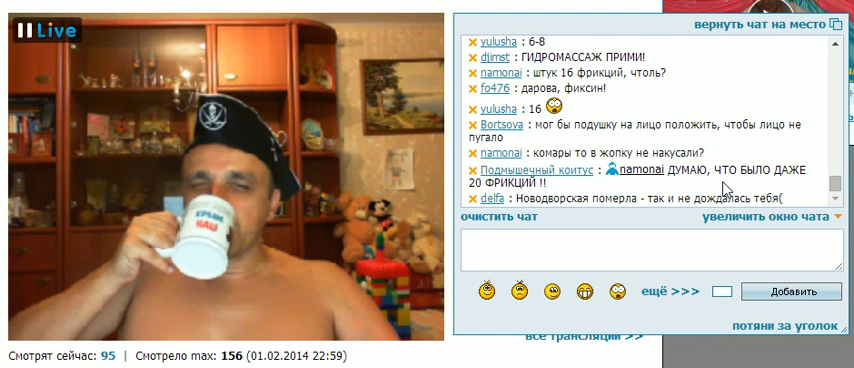 Live
КРЫМ
НАШ
вернуть чат на место
yulusha : 6-8
djimst : ГИДРОМАССАЖ ПРИМИ!
namonai : штук 16 фрикций, чтоль?
fo476 : дарова, фиксин!
yulusha : 16
Bortsova : мог бы подушку на лицо положить, чтобы лицо не
пугало
namonai : комары то в жопку не накусали?
Подмышечный коитус : namonai ДУМАЮ, ЧТО БЫЛО ДАЖЕ
20 ФРИКЦИЙ !!
delfa : Новодворская померла - так и не дождалась тебя(
очистить чат
увеличить окно чата
ещё >>>
Добавить
потяни за уголок
все трансляции >>
Смотрят сейчас: 95 | Смотрело max: 156 (01.02.2014 22:59)